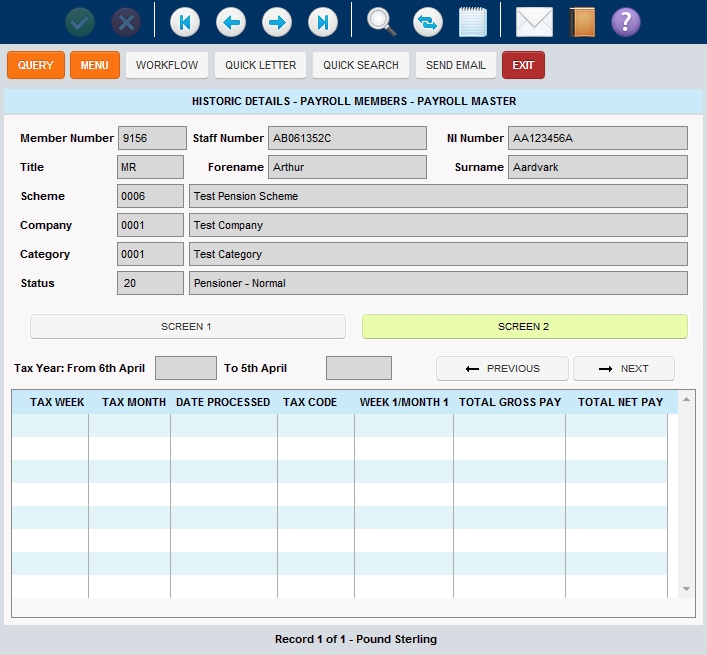 QUERY MENU WORKFLOW QUICK LETTER QUICK SEARCH SEND EMAIL EXIT
HISTORIC DETAILS - PAYROLL MEMBERS - PAYROLL MASTER
Member Number 9156 Staff Number AB061352C NI Number AA123456A
Title MR Forename Arthur Surname Aardvark
Scheme 0006 Test Pension Scheme
Company 0001 Test Company
Category 0001 Test Category
Status 20 Pensioner - Normal
SCREEN 1 SCREEN 2
Tax Year: From 6th April To 5th April PREVIOUS NEXT
TAX WEEK TAX MONTH DATE PROCESSED TAX CODE WEEK 1/MONTH 1 TOTAL GROSS PAY TOTAL NET PAY
Record 1 of 1 - Pound Sterling